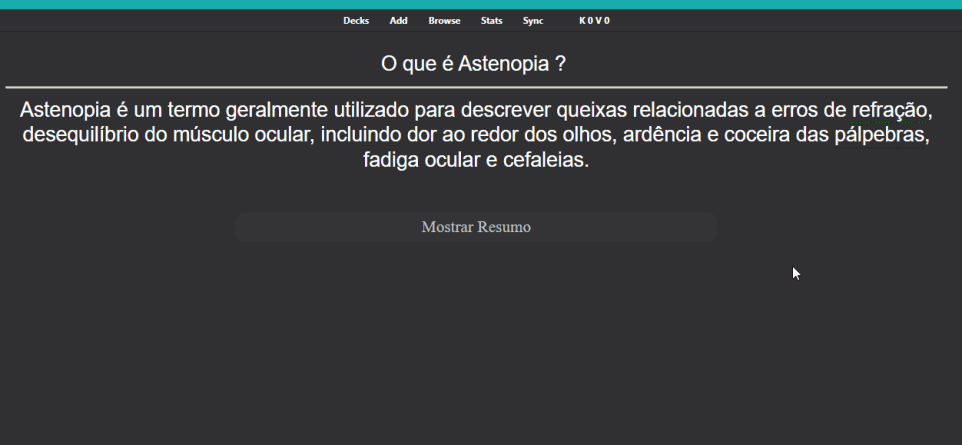 Decks Add Browse Stats Sync K 0 V 0
O que é Astenopia ?
Astenopia é um termo geralmente utilizado para descrever queixas relacionadas a erros de refração,
desequilíbrio do músculo ocular, incluindo dor ao redor dos olhos, ardência e coceira das pálpebras,
fadiga ocular e cefaleias.
Mostrar Resumo